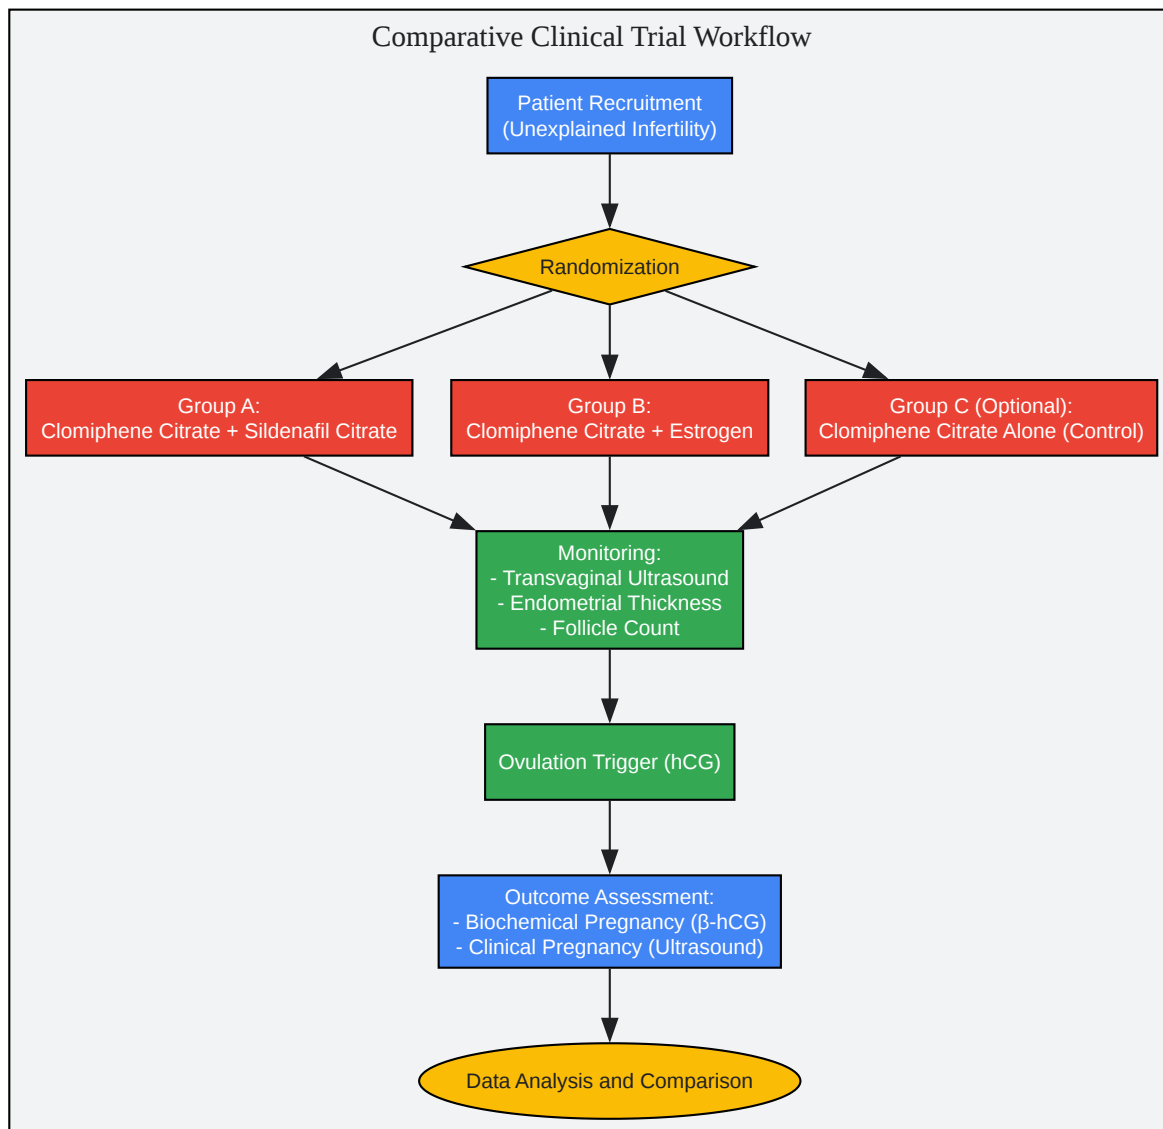 Comparative Clinical Trial Workflow
Patient Recruitment
(Unexplained Infertility)
Randomization
Group A:
Clomiphene Citrate + Sildenafil Citrate
Group B:
Clomiphene Citrate + Estrogen
Group C (Optional):
Clomiphene Citrate Alone (Control)
Monitoring:
- Transvaginal Ultrasound
- Endometrial Thickness
- Follicle Count
Ovulation Trigger (hCG)
Outcome Assessment:
- Biochemical Pregnancy (β-hCG)
- Clinical Pregnancy (Ultrasound)
Data Analysis and Comparison